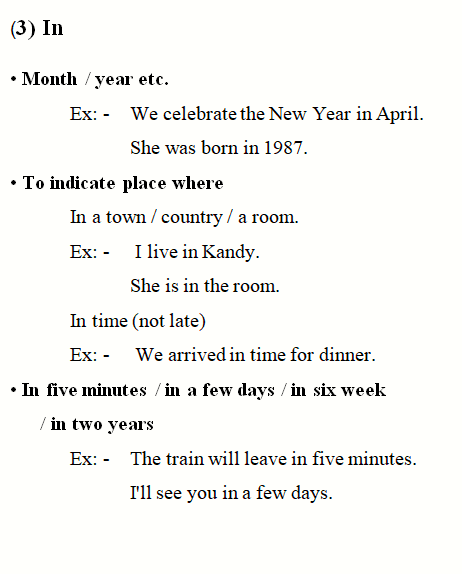 (3) In
• Month / year etc.
Ex: - We celebrate the New Year in April.
She was born in 1987.
• To indicate place where
In a town / country / a room.
Ex: - I live in Kandy.
She is in the room.
In time (not late)
Ex: - We arrived in time for dinner.
• In five minutes / in a few days / in six week
/ in two years
Ex: - The train will leave in five minutes.
I'll see you in a few days.